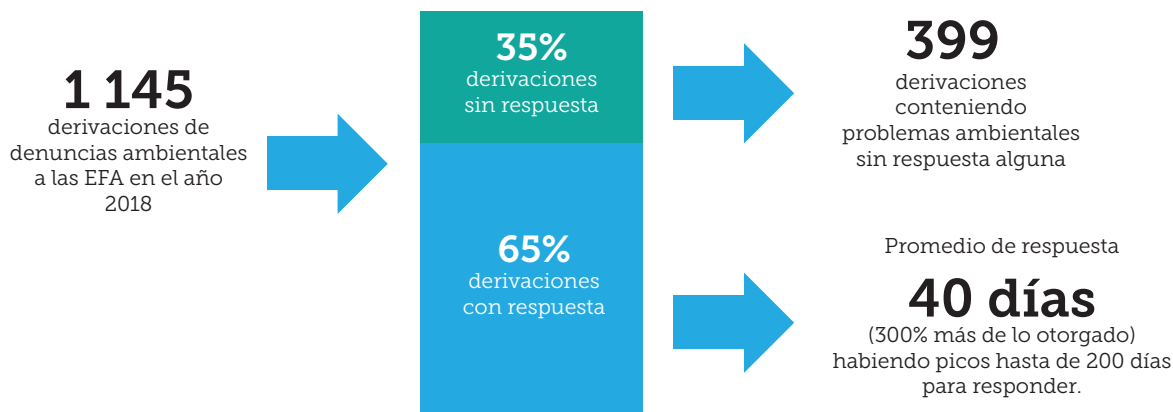 1 145
derivaciones de
denuncias ambientales
a las EFA en el año
2018
35%
derivaciones
sin respuesta
65%
derivaciones
con respuesta
399
derivaciones
conteniendo
problemas ambientales
sin respuesta alguna
Promedio de respuesta
40 días
(300% más de lo otorgado)
habiendo picos hasta de 200 días
para responder.